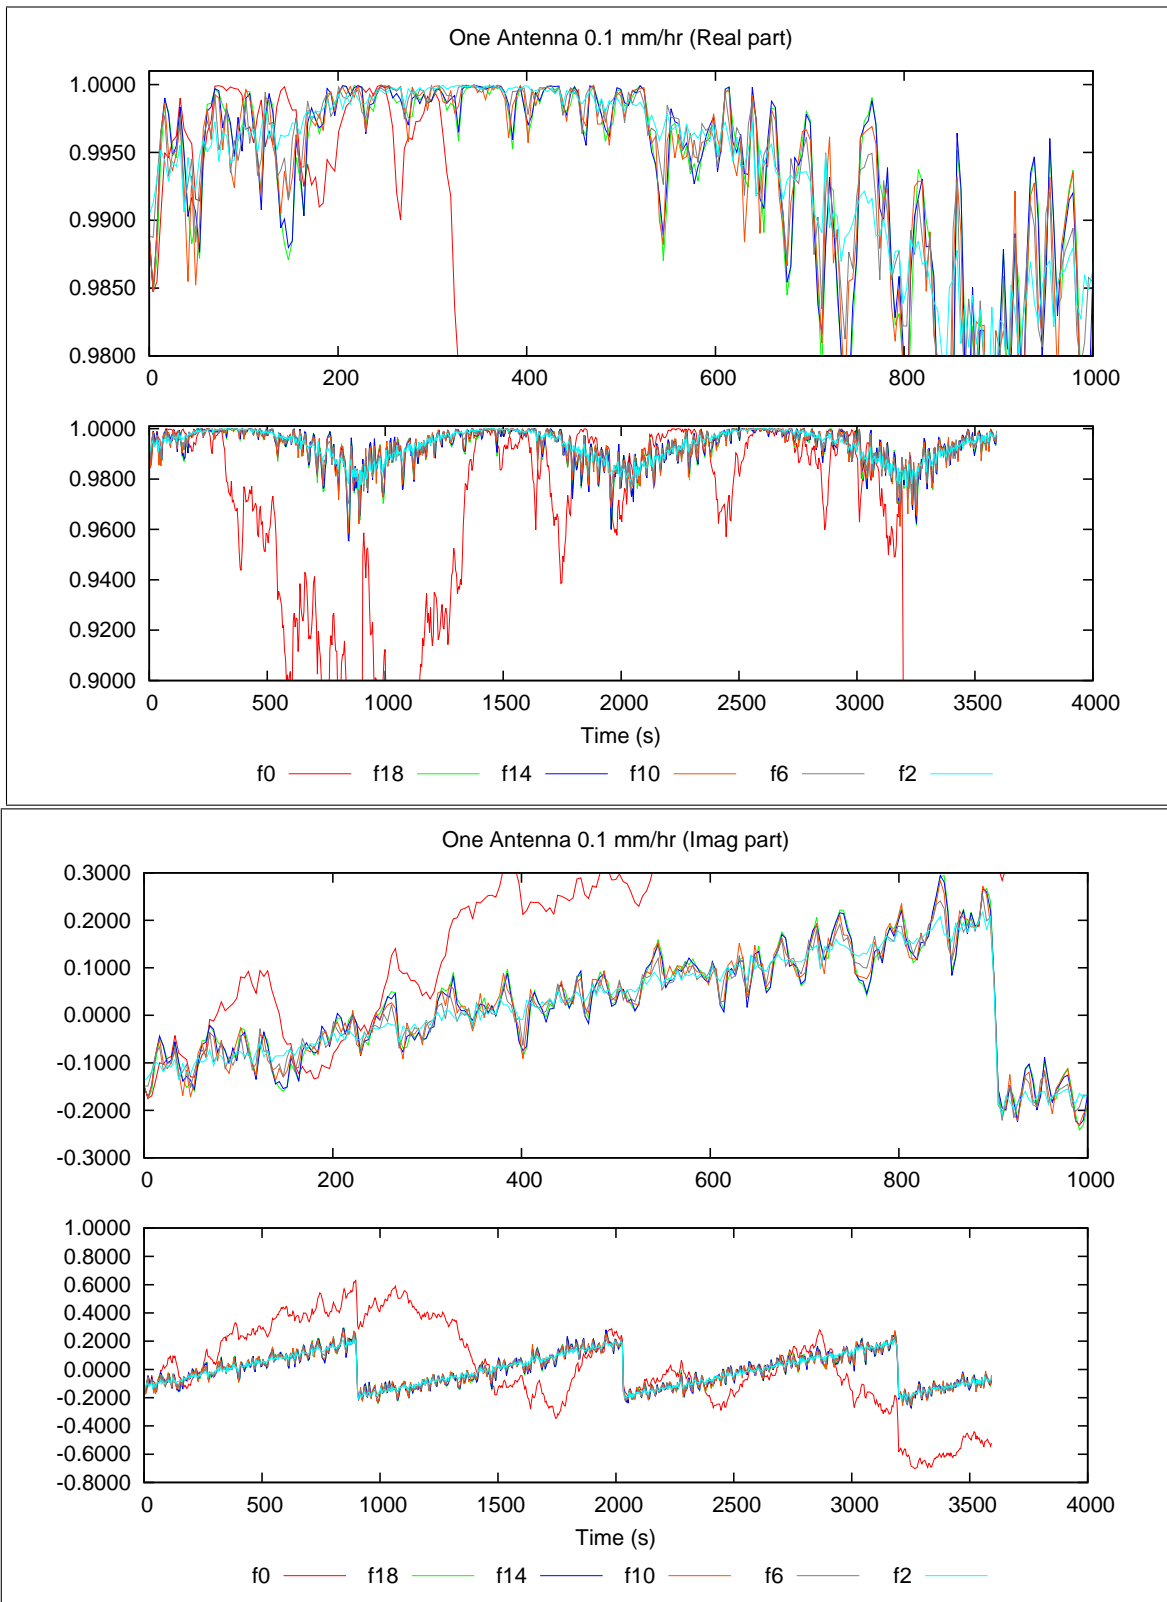 One Antenna 0.1 mm/hr (Real part)
1.0000
0.9950
0.9900
0.9850
0.9800
0 200 400 600 800 1000
1.0000
0.9800
0.9600
0.9400
0.9200
0.9000
0 500 1000 1500 2000 2500 3000 3500 4000
Time (s)
f0 f18 f14 f10 f6 f2
One Antenna 0.1 mm/hr (Imag part)
0.3000
0.2000
0.1000
0.0000
-0.1000
-0.2000
-0.3000
0 200 400 600 800 1000
1.0000
0.8000
0.6000
0.4000
0.2000
0.0000
-0.2000
-0.4000
-0.6000
-0.8000
0 500 1000 1500 2000 2500 3000 3500 4000
Time (s)
f0 f18 f14 f10 f6 f2